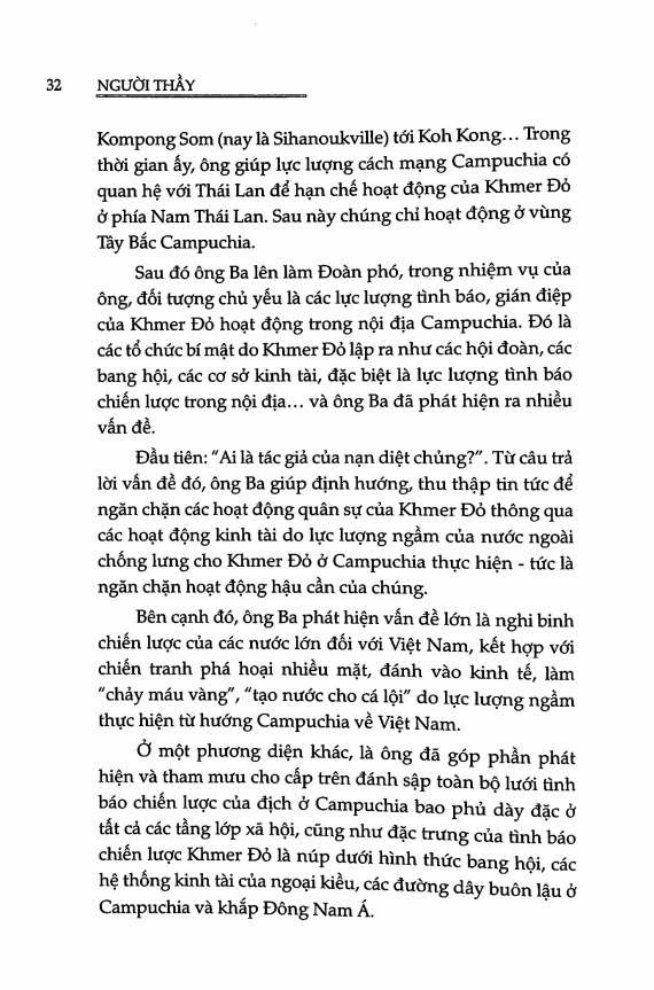 32 NGƯỜI THẦY
Kompong Som (nay là Sihanoukville) tới Koh Kong... Trong
thời gian ấy, ông giúp lực lượng cách mạng Campuchia có
quan hệ với Thái Lan để hạn chế hoạt động của Khmer Đỏ
ở phía Nam Thái Lan. Sau này chúng chỉ hoạt động ở vùng
Tây Bắc Campuchia.
Sau đó ông Ba lên làm Đoàn phó, trong nhiệm vụ của
ông, đối tượng chủ yếu là các lực lượng tình báo, gián điệp
của Khmer Đỏ hoạt động trong nội địa Campuchia. Đó là
các tổ chức bí mật do Khmer Đỏ lập ra như các hội đoàn, các
bang hội, các cơ sở kinh tài, đặc biệt là lực lượng tình báo
chiến lược trong nội địa... và ông Ba đã phát hiện ra nhiều
vấn đề.
Đầu tiên: "Ai là tác giả của nạn diệt chủng?". Từ câu trả
lời vấn đề đó, ông Ba giúp định hướng, thu thập tin tức để
ngăn chặn các hoạt động quân sự của Khmer Đỏ thông qua
các hoạt động kinh tài do lực lượng ngầm của nước ngoài
chống lưng cho Khmer Đỏ ở Campuchia thực hiện - tức là
ngăn chặn hoạt động hậu cần của chúng.
Bên cạnh đó, ông Ba phát hiện vấn đề lớn là nghi binh
chiến lược của các nước lớn đối với Việt Nam, kết hợp với
chiến tranh phá hoại nhiều mặt, đánh vào kinh tế, làm
"chảy máu vàng", "tạo nước cho cá lội" do lực lượng ngầm
thực hiện từ hướng Campuchia về Việt Nam.
Ở một phương diện khác, là ông đã góp phần phát
hiện và tham mưu cho cấp trên đánh sập toàn bộ lưới tình
báo chiến lược của địch ở Campuchia bao phủ dày đặc ở
tất cả các tầng lớp xã hội, cũng như đặc trưng của tình báo
chiến lược Khmer Đỏ là núp dưới hình thức bang hội, các
hệ thống kinh tài của ngoại kiều, các đường dây buôn lậu ở
Campuchia và khắp Đông Nam Á.